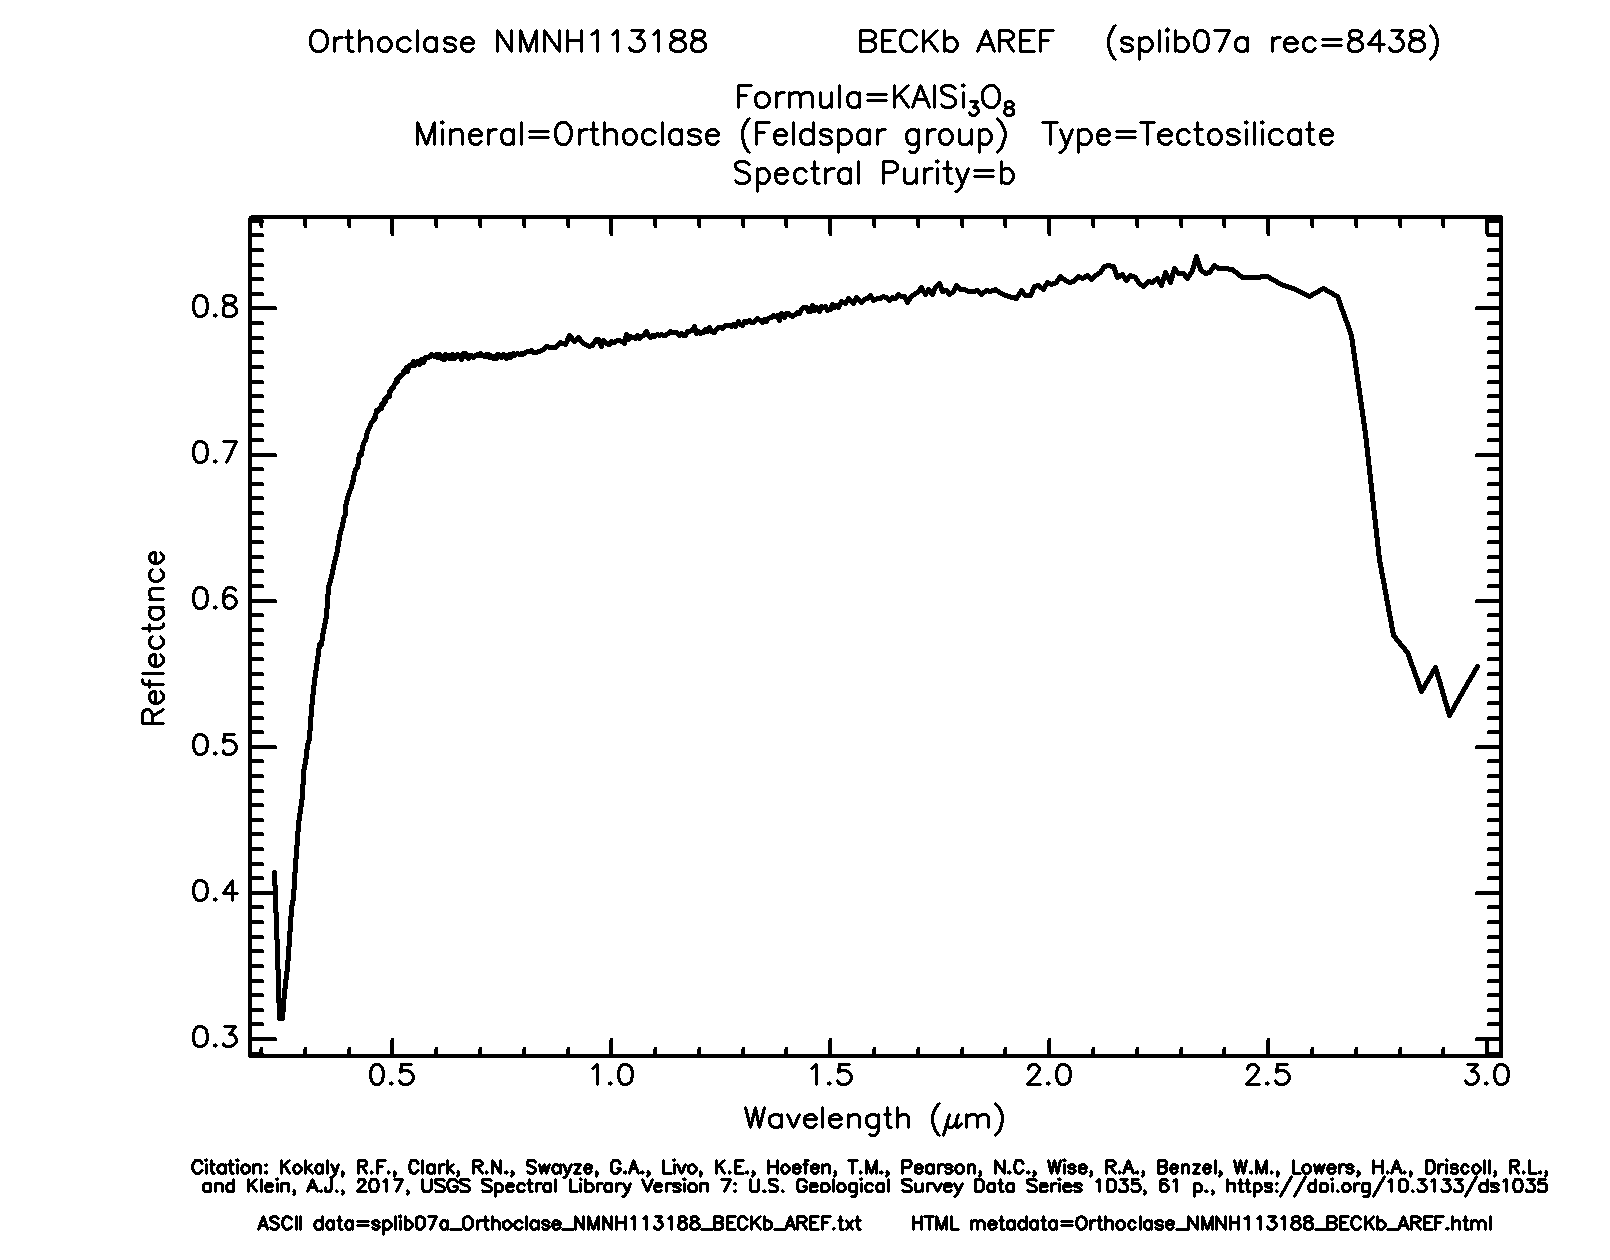 Orthoclase NMNH113188 BECKb AREF (splib07a rec=8438)
Formula=KAlSi3O8
Mineral=Orthoclase (Feldspar group) Type=Tectosilicate
Spectral Purity=b
0.8
0.7
0.6
0.5
0.4
0.3
Reflectance
0.5 1.0 1.5 2.0 2.5 3.0
Wavelength (μm)
Citation: Kokaly, R.F., Clark, R.N., Swayze, G.A., Livo, K.E., Hoefen, T.M., Pearson, N.C., Wise, R.A., Benzel, W.M., Lowers, H.A., Driscoll, R.L.,
and Klein, A.J., 2017, USGS Spectral Library Version 7: U.S. Geological Survey Data Series 1035, 61 p., https://doi.org/10.3133/ds1035
ASCII data=splib07a_Orthoclase_NMNH113188_BECKb_AREF.txt HTML metadata=Orthoclase_NMNH113188_BECKb_AREF.html